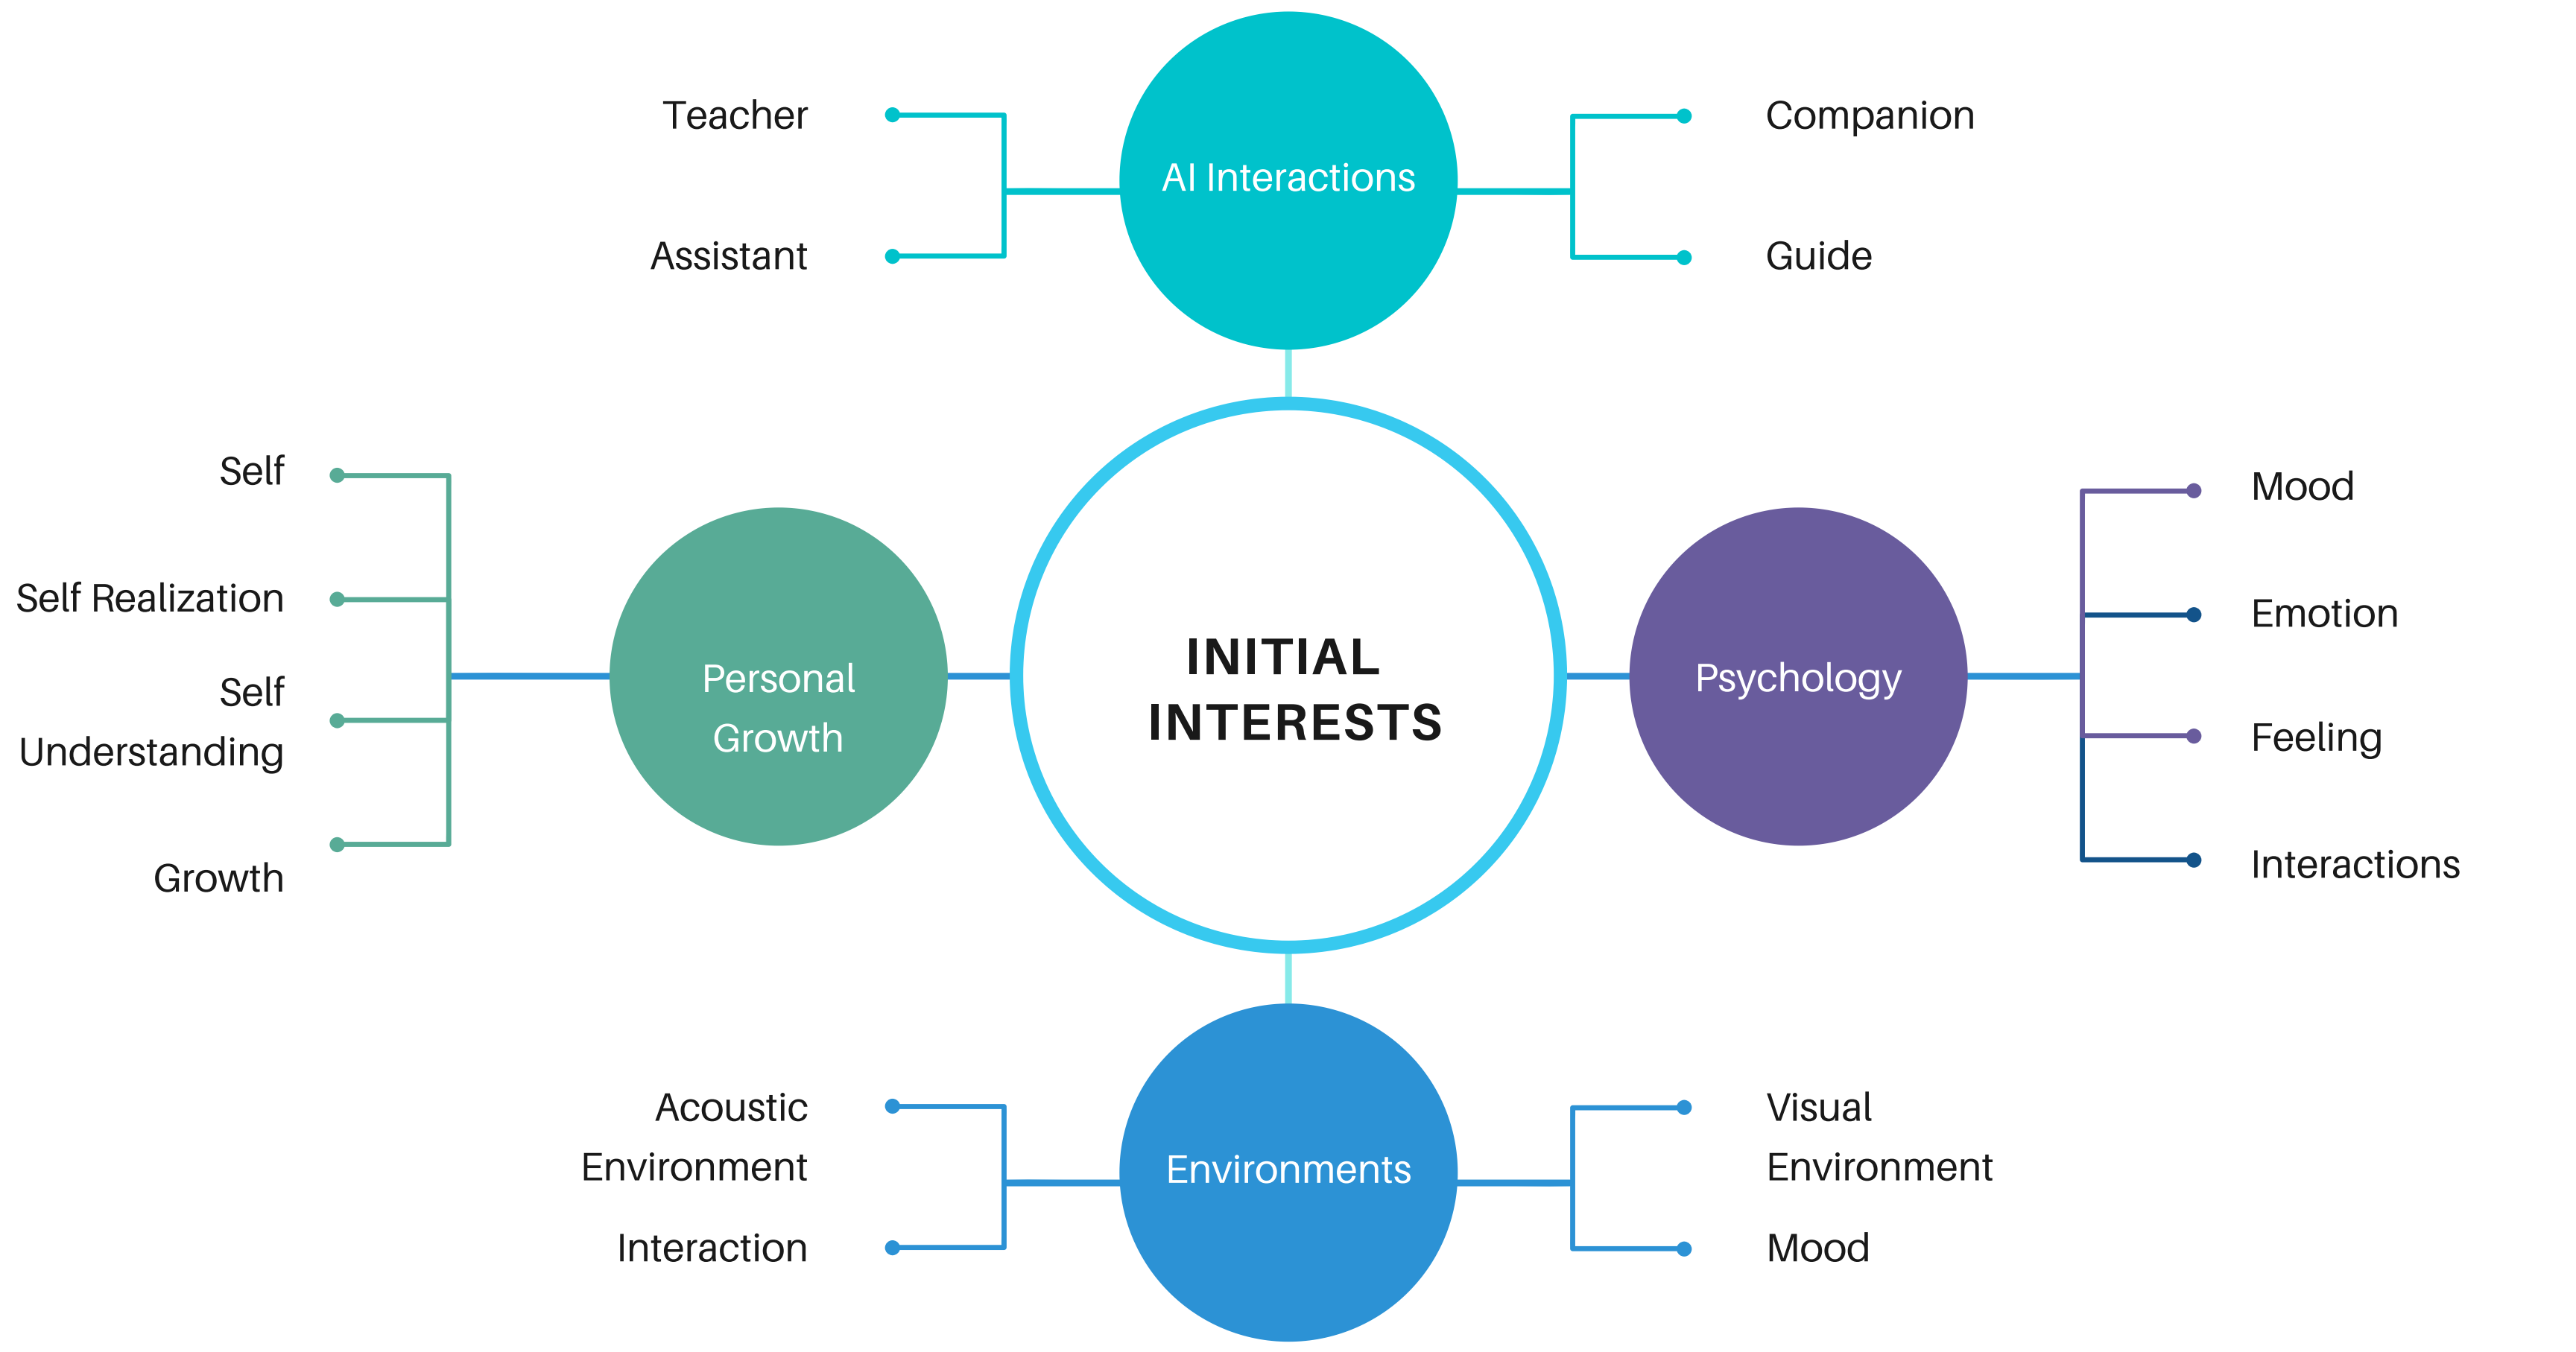 AI Interactions
Teacher
Assistant
Companion
Guide
INITIAL
INTERESTS
Personal
Growth
Self
Self Realization
Self
Understanding
Growth
Psychology
Mood
Emotion
Feeling
Interactions
Environments
Acoustic
Environment
Interaction
Visual
Environment
Mood